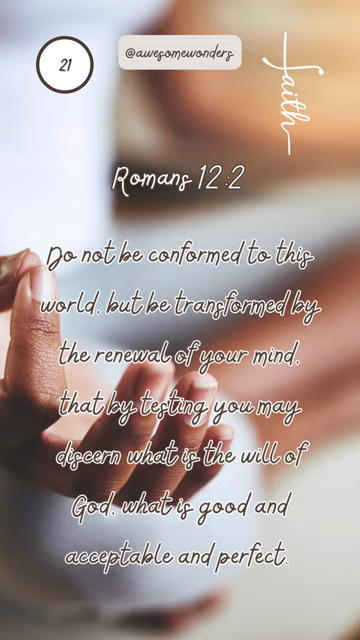 21
@awesomewonders
faith
Romans 12:2
Do not be conformed to this
world, but be transformed by
the renewal of your mind,
that by testing you may
discern what is the will of
God, what is good and
acceptable and perfect.